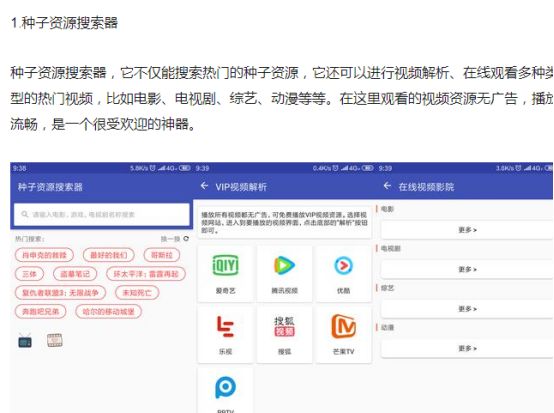 1.种子资源搜索器
种子资源搜索器，它不仅能搜索热门的种子资源，它还可以进行视频解析、在线观看多种类
型的热门视频，比如电影、电视剧、综艺、动漫等等。在这里观看的视频资源无广告，播放
流畅，是一个很受欢迎的神器。
9:38 5.8K/s 4G
种子资源搜索器
请输入电影、游戏、电视剧名称搜索
热门搜索： 换一换
肖申克的救赎 最好的我们 哥斯拉
三体 盗墓笔记 环太平洋：雷霆再起
复仇者联盟3：无限战争 未知死亡
奔跑吧兄弟 哈尔的移动城堡
9:39 0.4K/s 4G
VIP视频解析
播放所有视频都无广告，可免费播放VIP视频资源。选择视
频网站、进入到要播放的视频界面，点击底部的"解析"按钮
即可。
iQIYI
爱奇艺 腾讯视频 优酷
搜狐
视频
乐视 搜狐 芒果TV
PPTV
9:39 3.8K/s 4G
在线视频影院
电影
更多 >
电视剧
更多 >
综艺
更多 >
动漫
更多 >